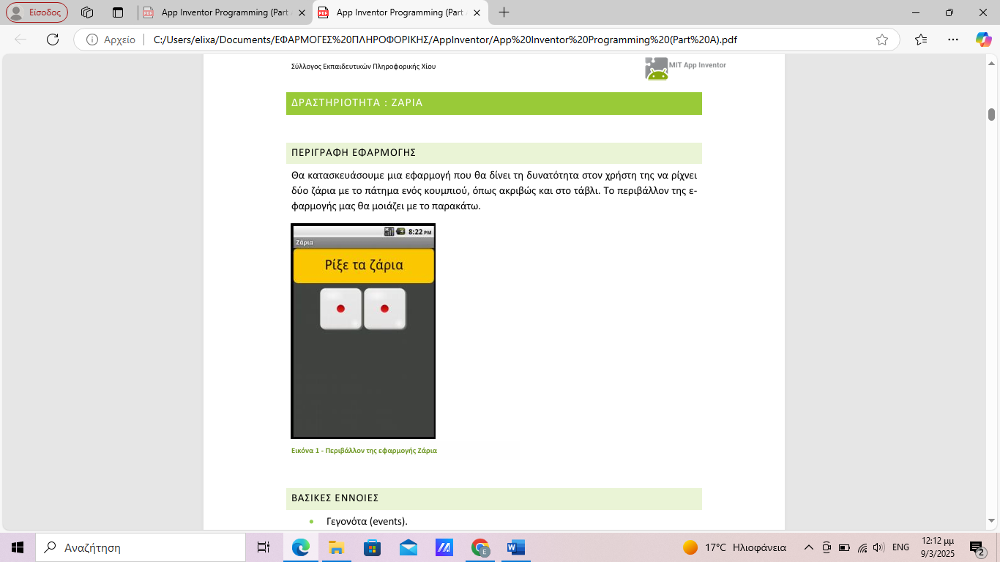 Είσοδος
App Inventor Programming (Part
App Inventor Programming (Part
Αρχείο
C:/Users/elixa/Documents/ΕΦΑΡΜΟΓΕΣ%20ΠΛΗΡΟΦΟΡΙΚΗΣ/AppInventor/App%20Inventor%20Programming%20(Part%20A).pdf
Σύλλογος Εκπαιδευτικών Πληροφορικής Χίου
MIT App Inventor
ΔΡΑΣΤΗΡΙΟΤΗΤΑ : ΖΑΡΙΑ
ΠΕΡΙΓΡΑΦΗ ΕΦΑΡΜΟΓΗΣ
Θα κατασκευάσουμε μια εφαρμογή που θα δίνει τη δυνατότητα στον χρήστη της να ρίχνει
δύο ζάρια με το πάτημα ενός κουμπιού, όπως ακριβώς και στο τάβλι. Το περιβάλλον της ε-
φαρμογής μας θα μοιάζει με το παρακάτω.
8:22 PM
Ζάρια
Ρίξε τα ζάρια
Εικόνα 1 - Περιβάλλον της εφαρμογής Ζάρια
ΒΑΣΙΚΕΣ ΕΝΝΟΙΕΣ
• Γεγονότα (events).
Αναζήτηση
17°C Ηλιοφάνεια
ENG
12:12 μμ
9/3/2025
2